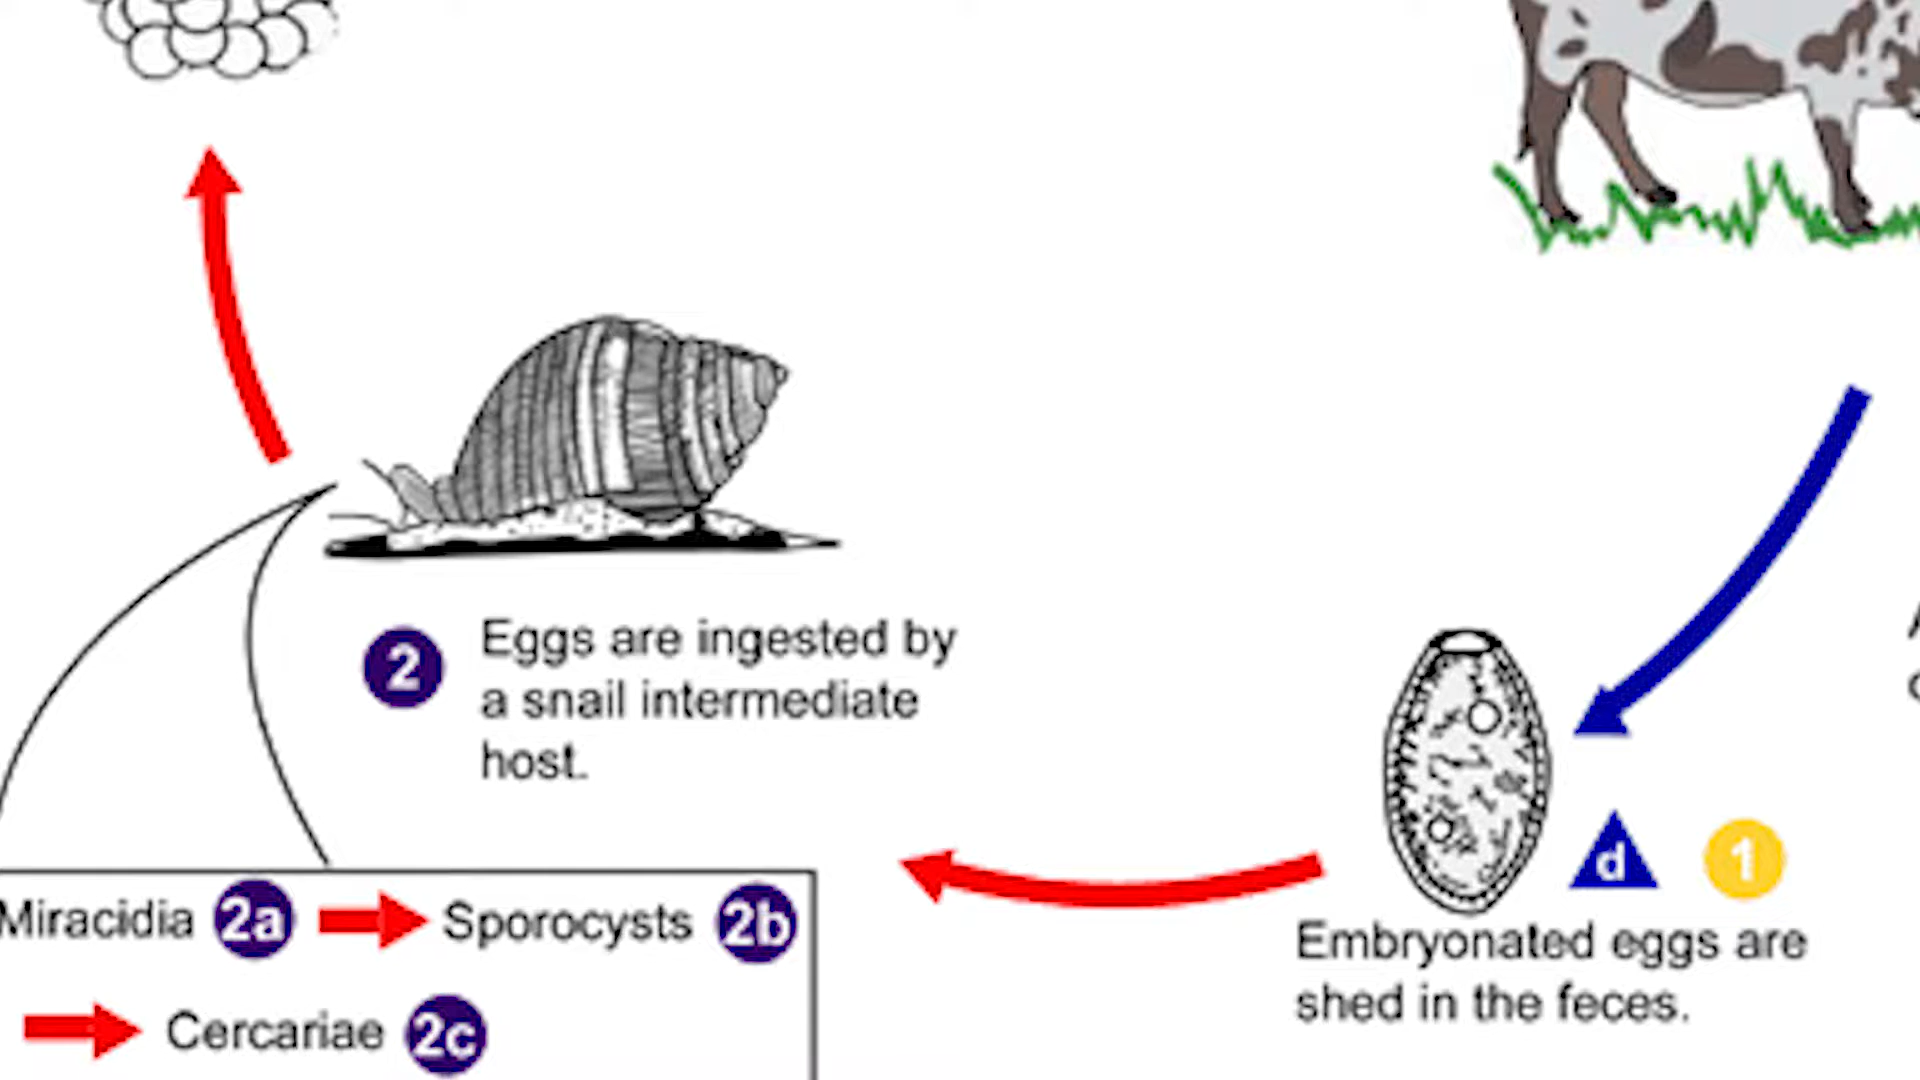 2 Eggs are ingested by
a snail intermediate
host.
Miracidia 2a Sporocysts 2b
Cercariae 2c
d 1
Embryonated eggs are
shed in the feces.